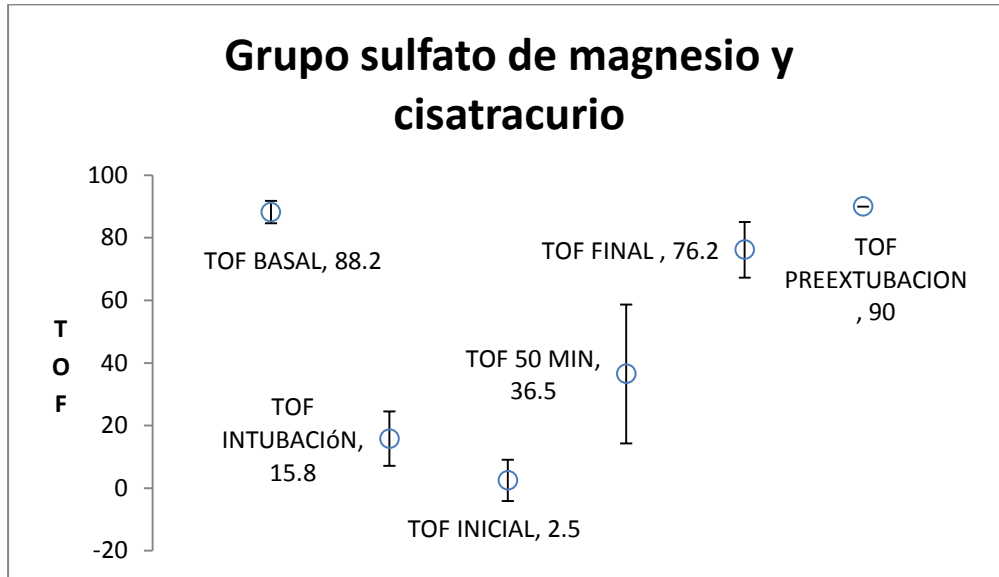 Grupo sulfato de magnesio y
cisatracurio
100
80
60
40
20
0
-20
T
O
F
TOF BASAL, 88.2
TOF
INTUBACIóN,
15.8
TOF INICIAL, 2.5
TOF 50 MIN,
36.5
TOF FINAL , 76.2
TOF
PREEXTUBACION
, 90